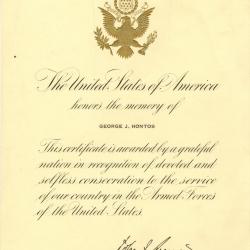 The United States of America
honors the memory of
GEORGE J. HONTOS
This certificate is awarded by a grateful
nation in recognition of devoted and
selfless consecration to the service
of our country in the Armed Forces
of the United States.